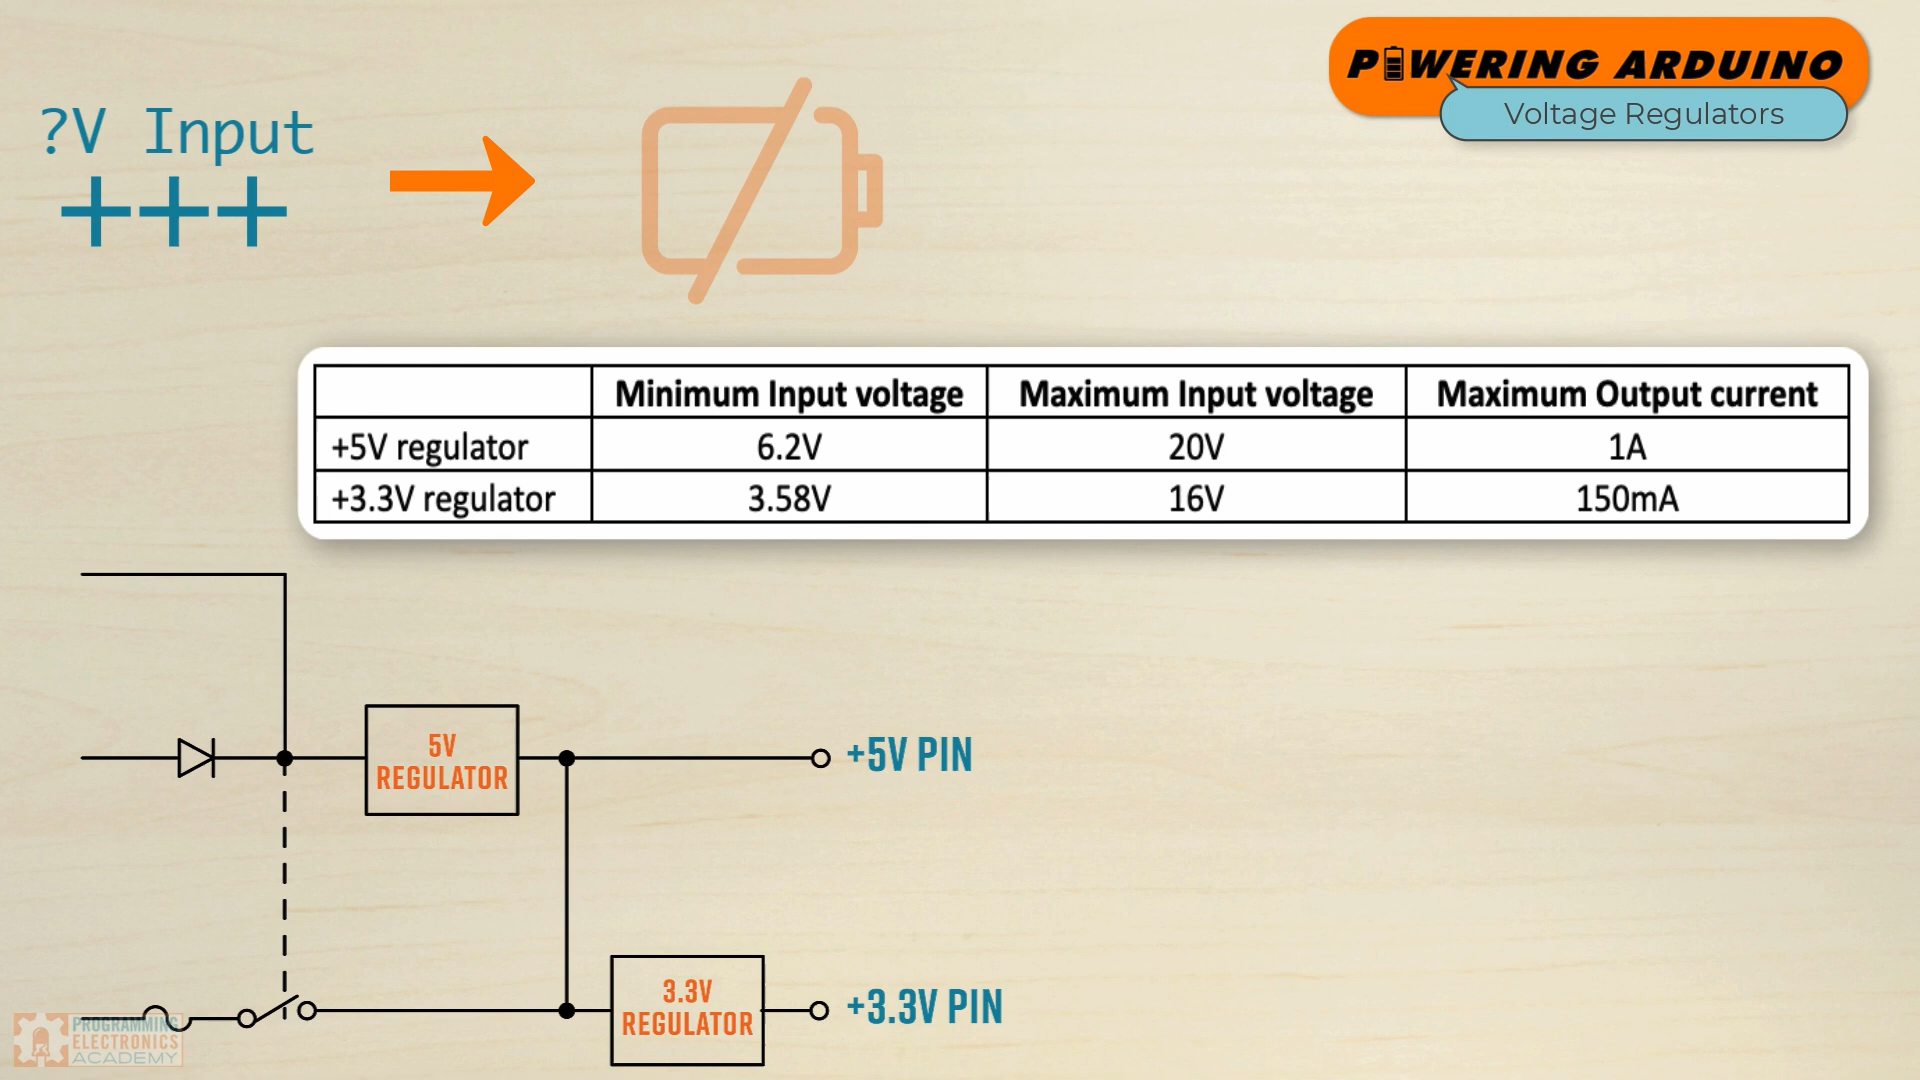 POWERING ARDUINO
Voltage Regulators
?V Input
+++
Minimum Input voltage Maximum Input voltage Maximum Output current
+5V regulator 6.2V 20V 1A
+3.3V regulator 3.58V 16V 150mA
5V
REGULATOR
+5V PIN
3.3V
REGULATOR
+3.3V PIN
PROGRAMMING
ELECTRONICS
ACADEMY